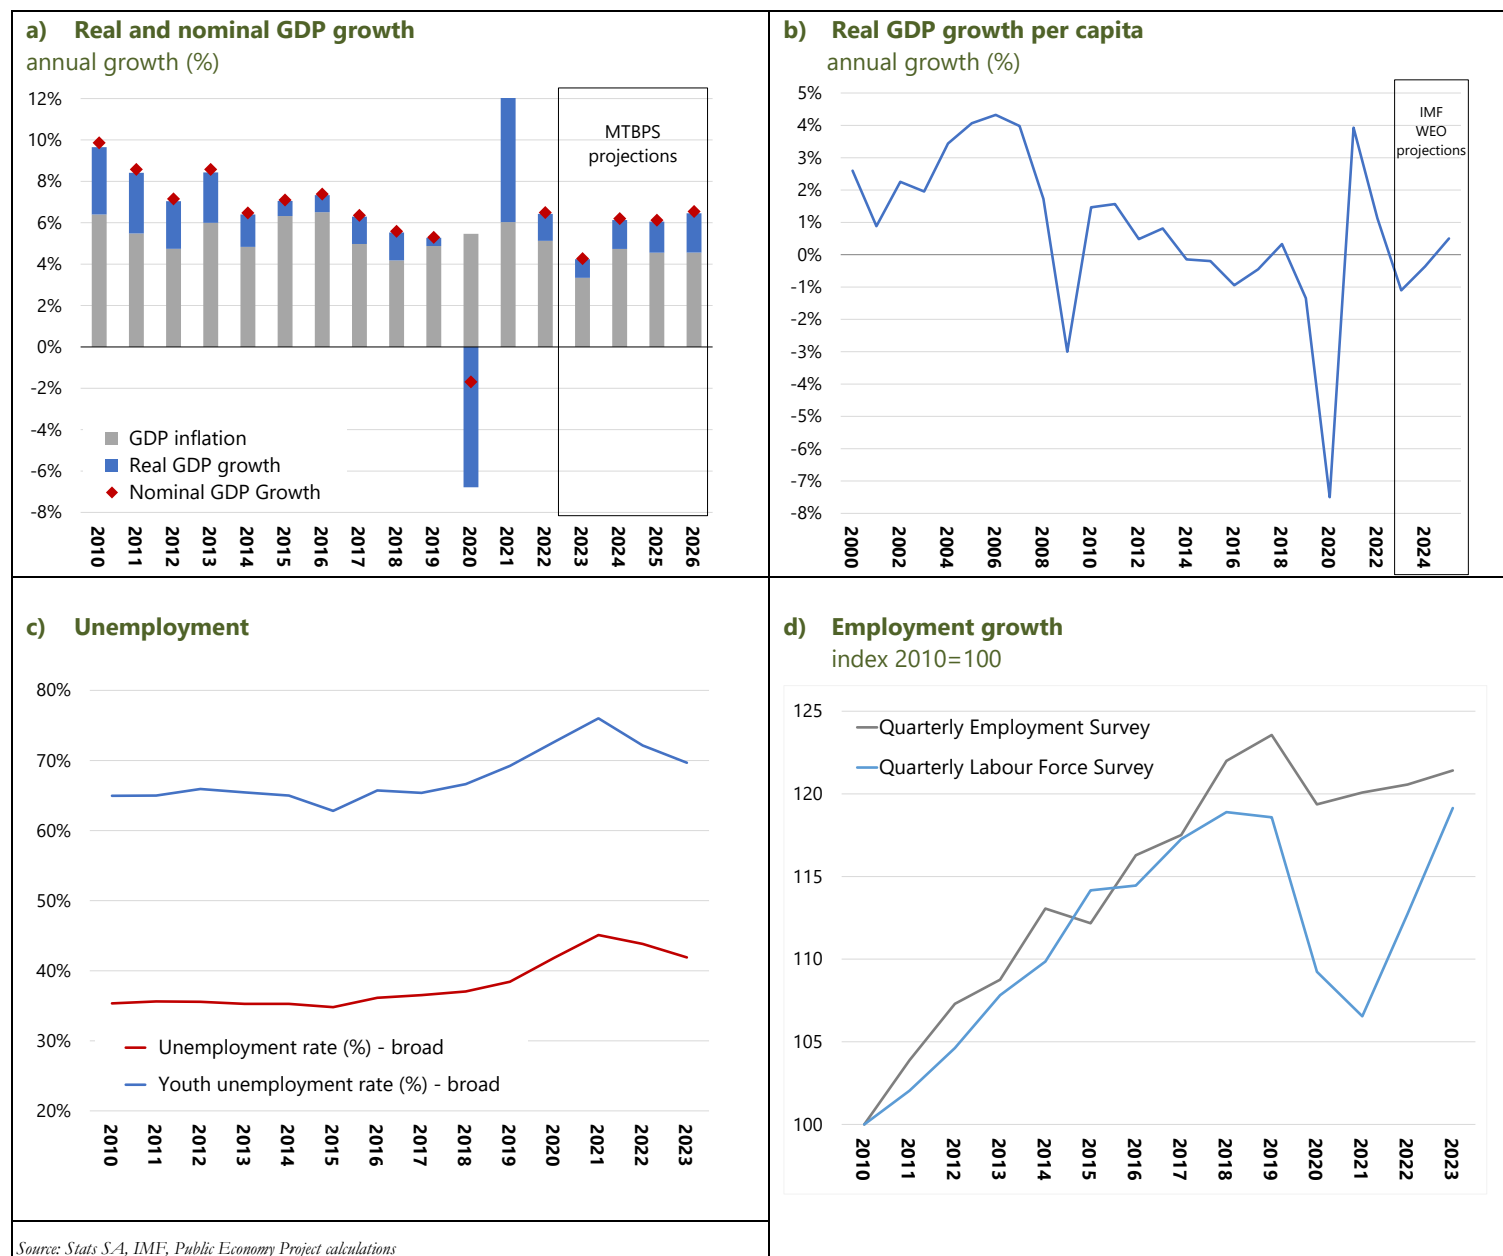 a) Real and nominal GDP growth
annual growth (%)
12%
10%
8%
6%
4%
2%
0%
-2%
-4%
-6%
-8%
MTBPS
projections
GDP inflation
Real GDP growth
Nominal GDP Growth
2010 2011 2012 2013 2014 2015 2016 2017 2018 2019 2020 2021 2022 2023 2024 2025 2026
b) Real GDP growth per capita
annual growth (%)
5%
4%
3%
2%
1%
0%
-1%
-2%
-3%
-4%
-5%
-6%
-7%
-8%
IMF
WEO
projections
2000 2002 2004 2006 2008 2010 2012 2014 2016 2018 2020 2022 2024
c) Unemployment
80%
70%
60%
50%
40%
30%
20%
Unemployment rate (%) - broad
Youth unemployment rate (%) - broad
2010 2011 2012 2013 2014 2015 2016 2017 2018 2019 2020 2021 2022 2023
d) Employment growth
index 2010=100
125
120
115
110
105
100
Quarterly Employment Survey
Quarterly Labour Force Survey
2010 2011 2012 2013 2014 2015 2016 2017 2018 2019 2020 2021 2022 2023
Source: Stats SA, IMF, Public Economy Project calculations